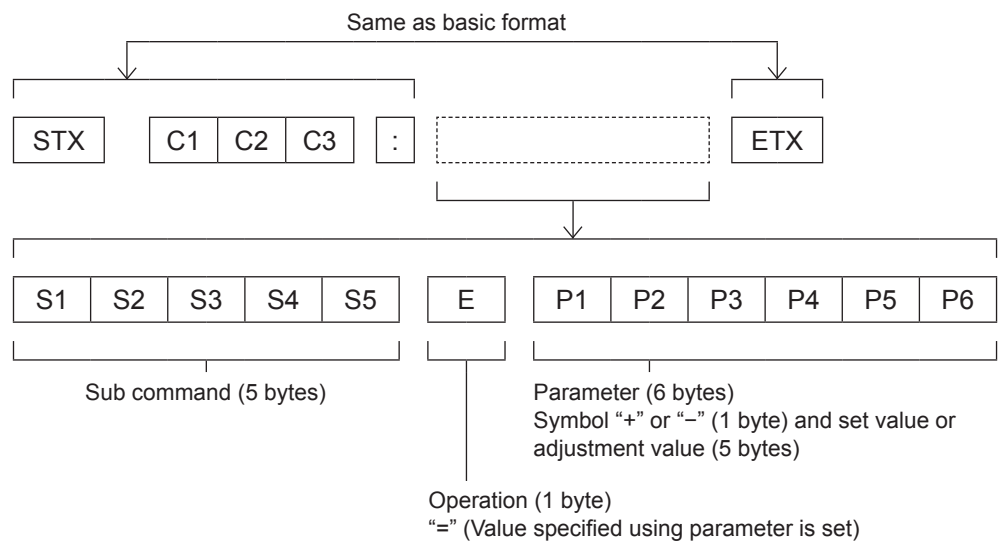 Same as basic format
STX C1 C2 C3 : ETX
S1 S2 S3 S4 S5 E P1 P2 P3 P4 P5 P6
Sub command (5 bytes)
Parameter (6 bytes)
Symbol “+” or “−” (1 byte) and set value or
adjustment value (5 bytes)
Operation (1 byte)
“=” (Value specified using parameter is set)